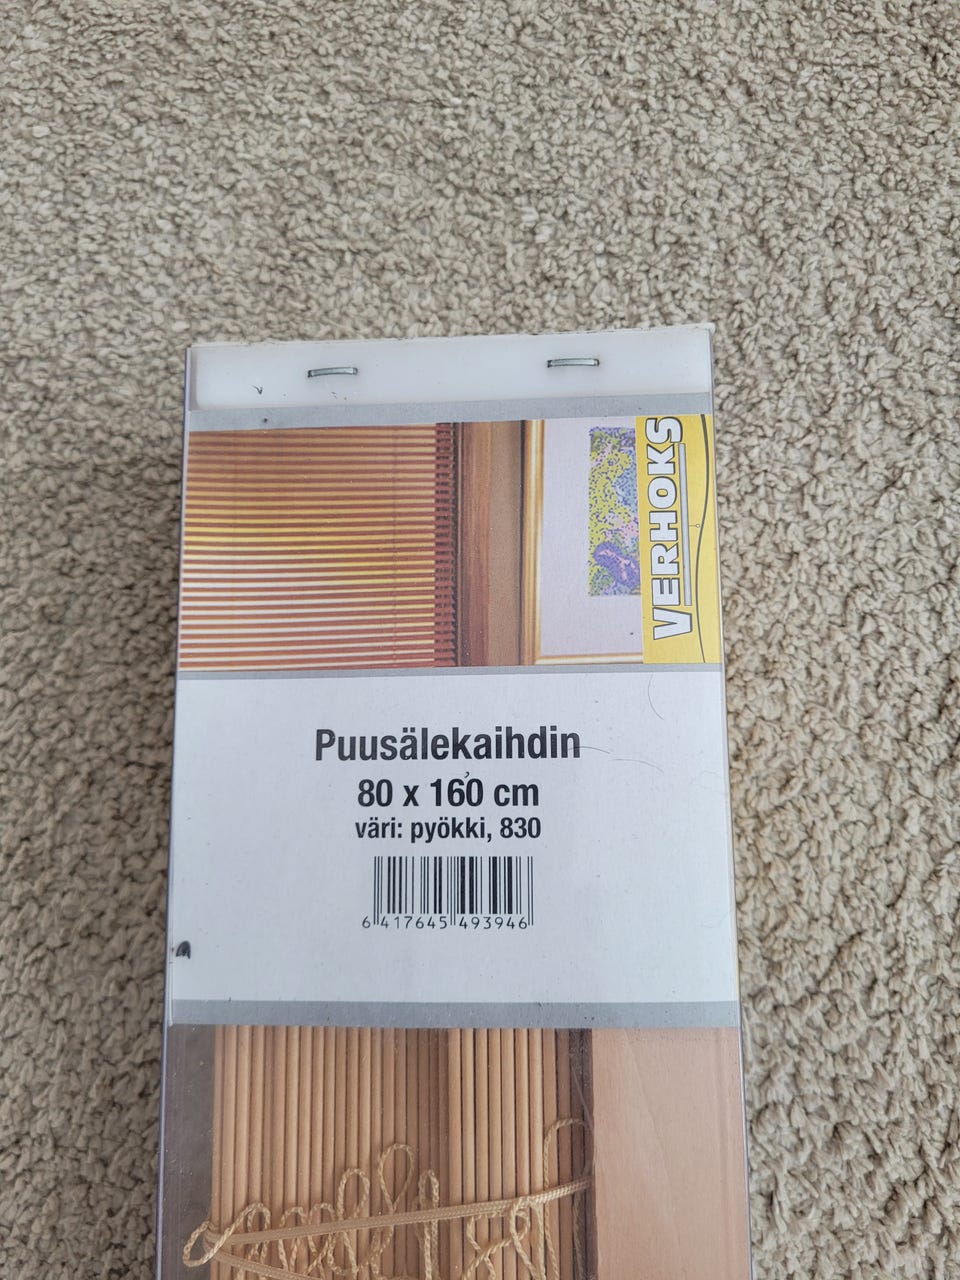 VERHOKS
Puusälekaihdin
80 x 160 cm
väri: pyökki, 830
6 417645 493946